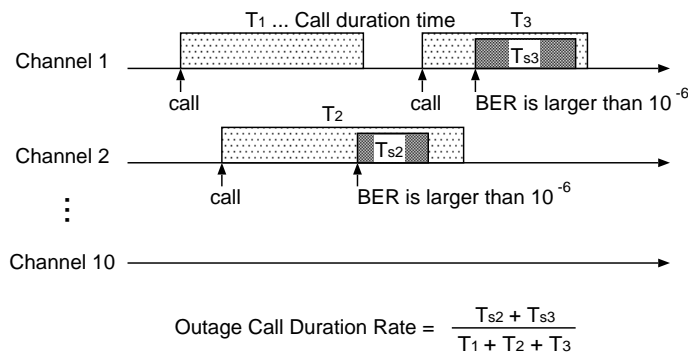 T1 ... Call duration time
T3
Channel 1
Ts3
call
call
BER is larger than 10^-6
T2
Channel 2
Ts2
call
BER is larger than 10^-6
⋮
Channel 10
Outage Call Duration Rate = Ts2 + Ts3 / T1 + T2 + T3